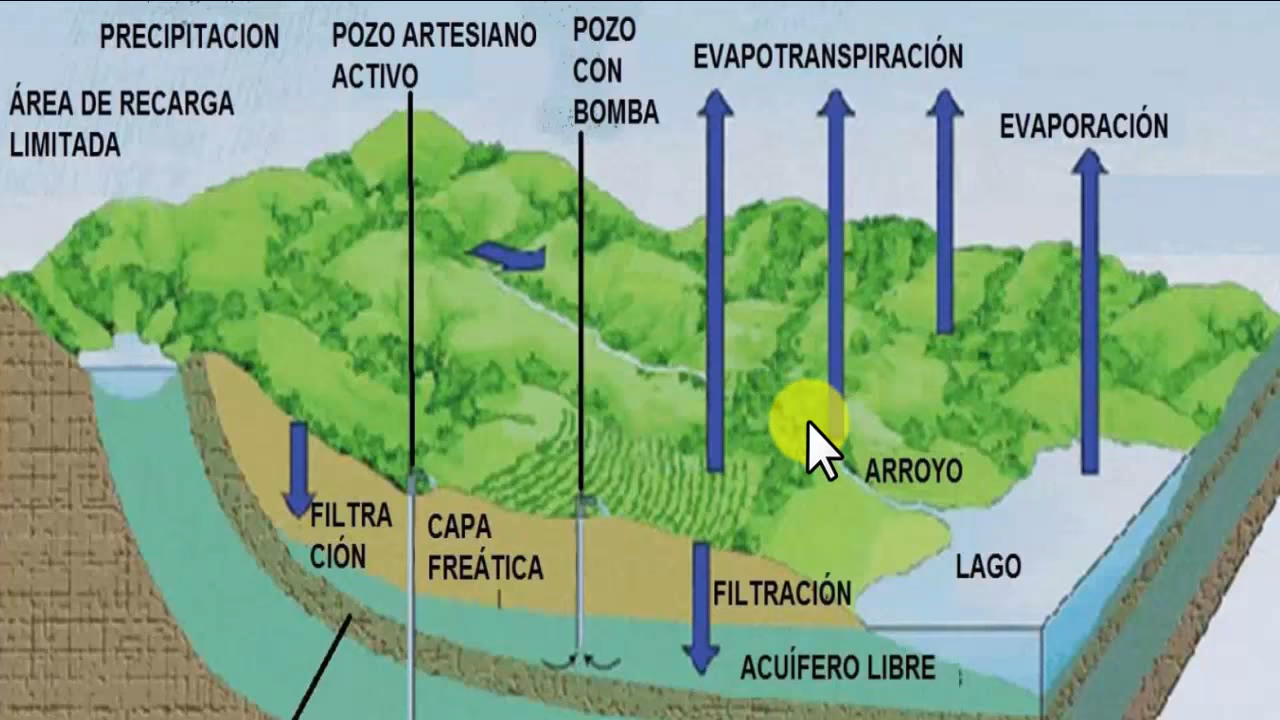 PRECIPITACION
POZO ARTESIANO
ACTIVO
POZO
CON
BOMBA
EVAPOTRANSPIRACIÓN
ÁREA DE RECARGA
LIMITADA
EVAPORACIÓN
ARROYO
FILTRA
CIÓN
CAPA
FREÁTICA
LAGO
FILTRACIÓN
ACUÍFERO LIBRE